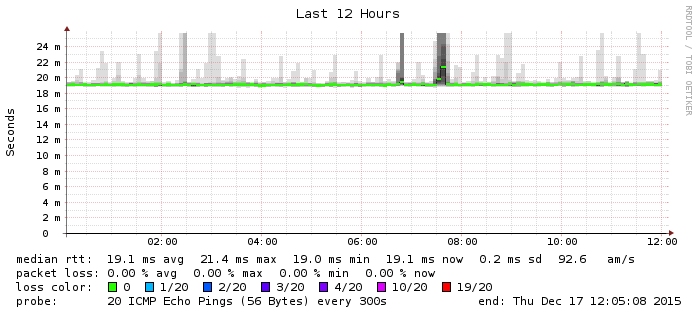 Last 12 Hours
RRDTOOL / TOBI OETIKER
Seconds
24 m
22 m
20 m
18 m
16 m
14 m
12 m
10 m
8 m
6 m
4 m
2 m
0
02:00 04:00 06:00 08:00 10:00 12:00
median rtt: 19.1 ms avg 21.4 ms max 19.0 ms min 19.1 ms now 0.2 ms sd 92.6 am/s
packet loss: 0.00 % avg 0.00 % max 0.00 % min 0.00 % now
loss color: 0 1/20 2/20 3/20 4/20 10/20 19/20
probe: 20 ICMP Echo Pings (56 Bytes) every 300s end: Thu Dec 17 12:05:08 2015